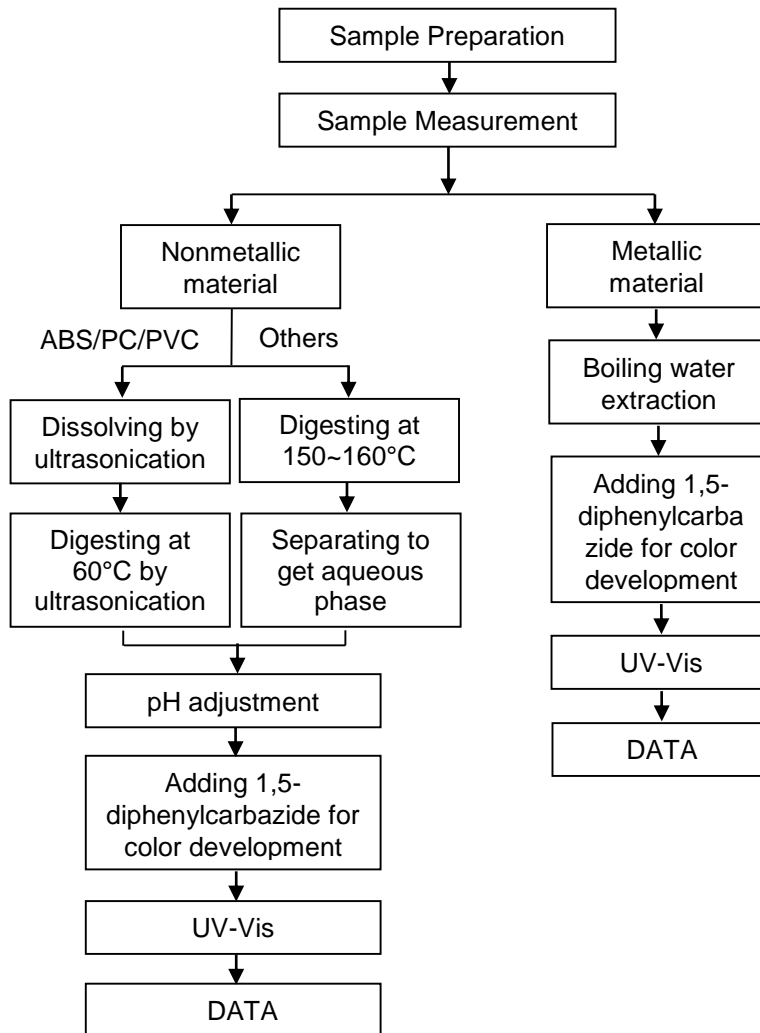 Sample Preparation
Sample Measurement
Nonmetallic
material
Metallic
material
ABS/PC/PVC
Others
Boiling water
extraction
Dissolving by
ultrasonication
Digesting at
150~160°C
Adding 1,5-
diphenylcarba
zide for color
development
Digesting at
60°C by
ultrasonication
Separating to
get aqueous
phase
UV-Vis
pH adjustment
DATA
Adding 1,5-
diphenylcarbazide for
color development
UV-Vis
DATA